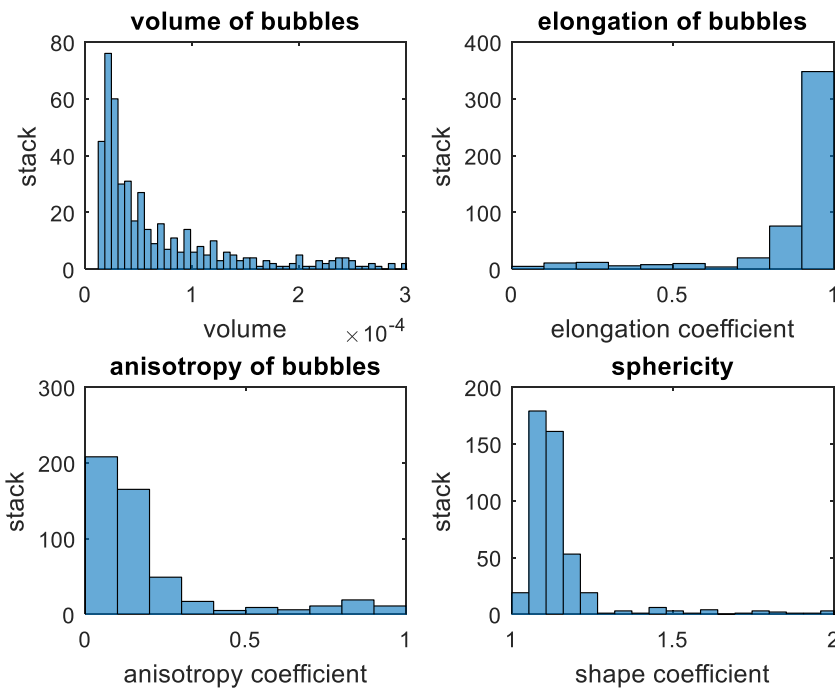 volume of bubbles
80
60
40
20
0
stack
0
1
2
3
volume
×10-4
elongation of bubbles
400
300
200
100
0
stack
0
0.5
1
elongation coefficient
anisotropy of bubbles
300
200
100
0
stack
0
0.5
1
anisotropy coefficient
sphericity
200
150
100
50
0
stack
1
1.5
2
shape coefficient